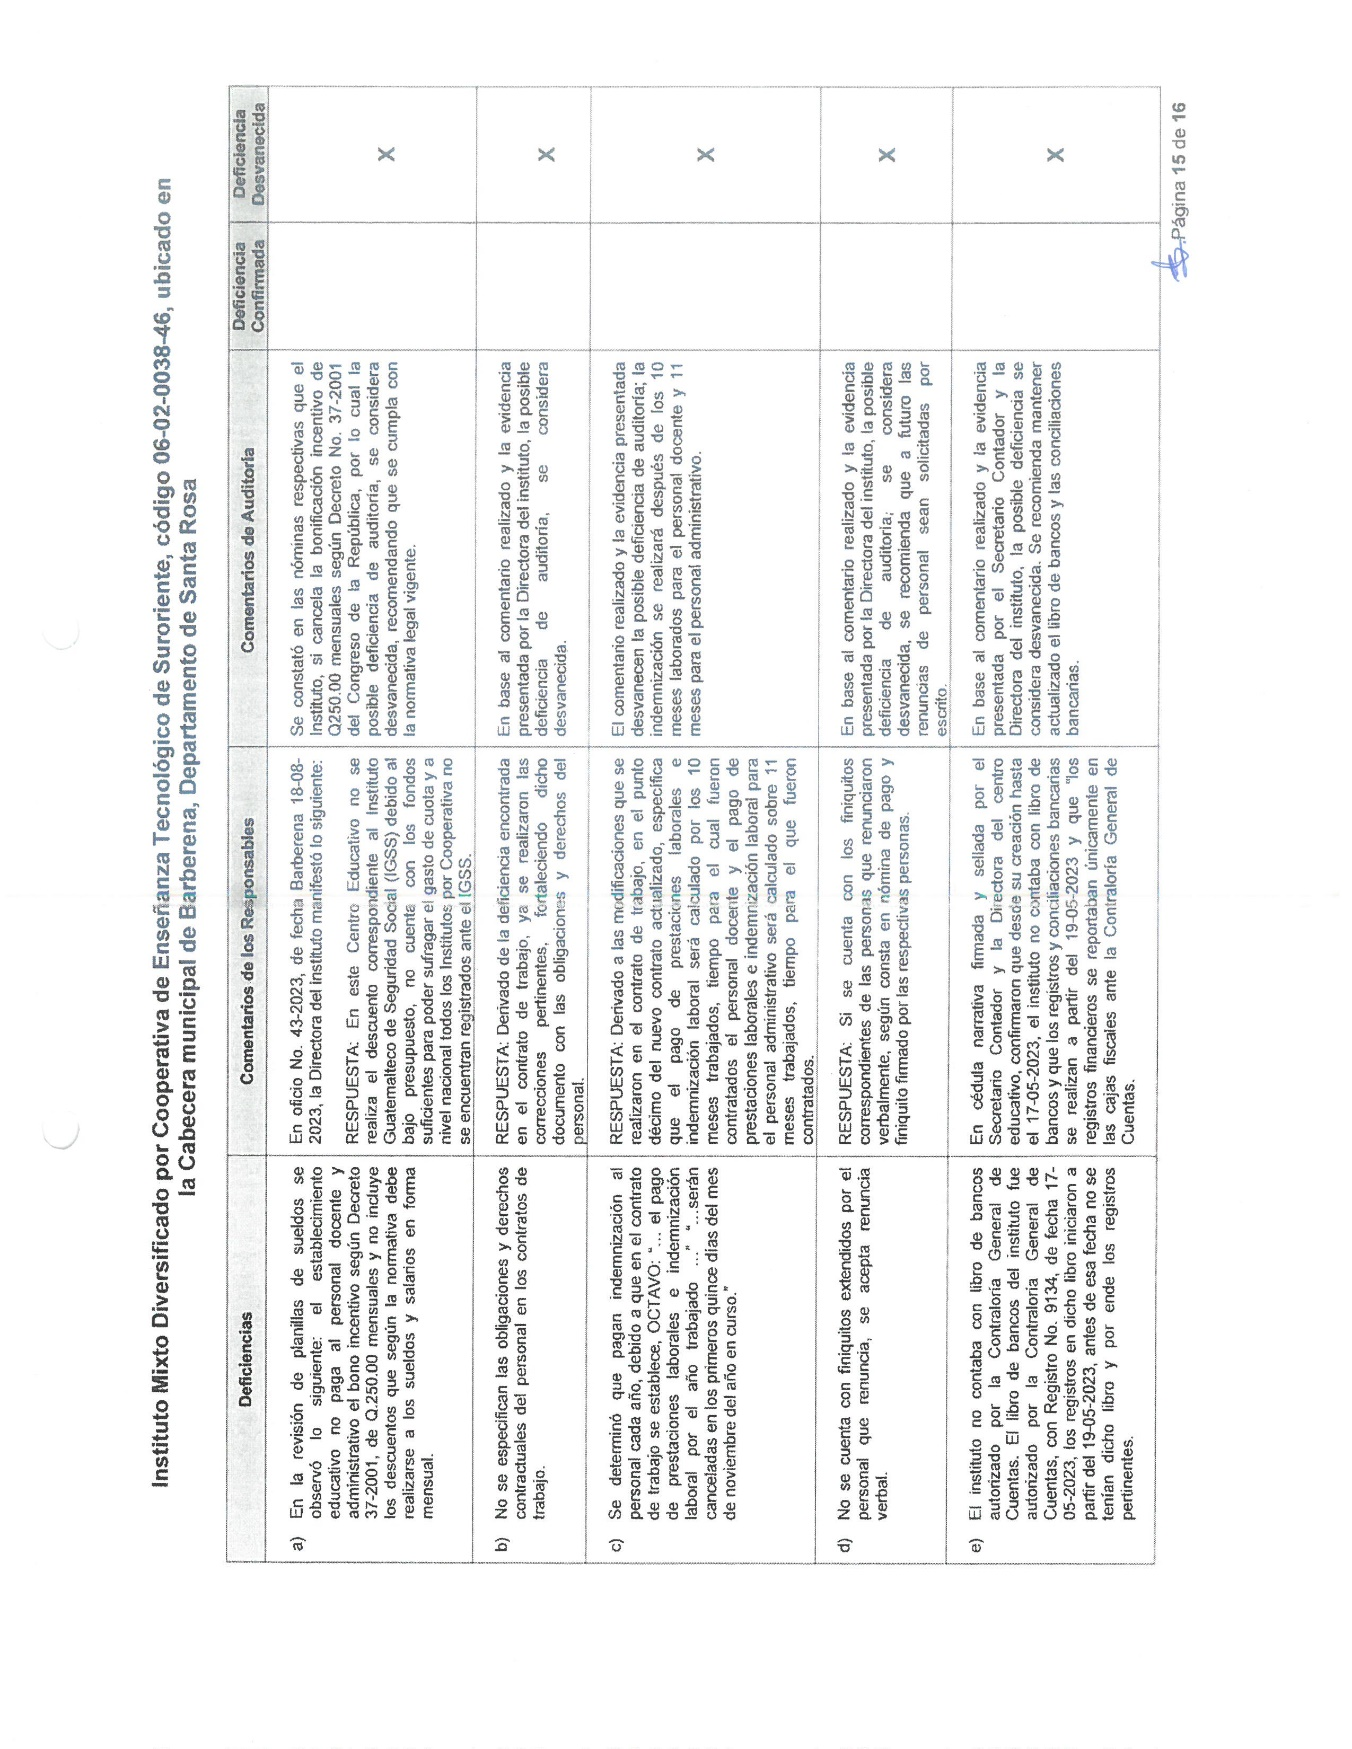 Instituto Mixto Diversificado por Cooperativa de Enseñanza Tecnológico de Suroriente, código 06-02-0038-46, ubicado en
la Cabecera municipal de Barberena, Departamento de Santa Rosa
Deficiencias
Comentarios de los Responsables
Comentarios de Auditoría
Deficiencia
Confirmada
Deficiencia
Desvanecida
a) En la revisión de planillas de sueldos se
observó lo siguiente: el establecimiento
educativo no paga al personal docente y
administrativo el bono incentivo según Decreto
37-2001, de Q.250.00 mensuales y no incluye
los descuentos que según la normativa debe
realizarse a los sueldos y salarios en forma
mensual.
En oficio No. 43-2023, de fecha Barberena 18-08-
2023, la Directora del instituto manifestó lo siguiente:
RESPUESTA: En este Centro Educativo no se
realiza el descuento correspondiente al Instituto
Guatemalteco de Seguridad Social (IGSS) debido al
bajo presupuesto, no cuenta con los fondos
suficientes para poder sufragar el gasto de cuota y a
nivel nacional todos los Institutos por Cooperativa no
se encuentran registrados ante el IGSS.
Se constató en las nóminas respectivas que el
Instituto, si cancela la bonificación incentivo de
Q250.00 mensuales según Decreto No. 37-2001
del Congreso de la República, por lo cual la
posible deficiencia de auditoría, se considera
desvanecida, recomendando que se cumpla con
la normativa legal vigente.
X
b) No se especifican las obligaciones y derechos
contractuales del personal en los contratos de
trabajo.
RESPUESTA: Derivado de la deficiencia encontrada
en el contrato de trabajo, ya se realizaron las
correcciones pertinentes, fortaleciendo dicho
documento con las obligaciones y derechos del
personal.
En base al comentario realizado y la evidencia
presentada por la Directora del instituto, la posible
deficiencia de auditoría, se considera
desvanecida.
X
c) Se determinó que pagan indemnización al
personal cada año, debido a que en el contrato
de trabajo se establece, OCTAVO: “... el pago
de prestaciones laborales e indemnización
laboral por el año trabajado ...” “...serán
canceladas en los primeros quince días del mes
de noviembre del año en curso.”
RESPUESTA: Derivado a las modificaciones que se
realizaron en el contrato de trabajo, en el punto
décimo del nuevo contrato actualizado, especifica
que el pago de prestaciones laborales e
indemnización laboral será calculado por los 10
meses trabajados, tiempo para el cual fueron
contratados el personal docente y el pago de
prestaciones laborales e indemnización laboral para
el personal administrativo será calculado sobre 11
meses trabajados, tiempo para el que fueron
contratados.
El comentario realizado y la evidencia presentada
desvanecen la posible deficiencia de auditoría; la
indemnización se realizará después de los 10
meses laborados para el personal docente y 11
meses para el personal administrativo.
X
d) No se cuenta con finiquitos extendidos por el
personal que renuncia, se acepta renuncia
verbal.
RESPUESTA: Si se cuenta con los finiquitos
correspondientes de las personas que renunciaron
verbalmente, según consta en nómina de pago y
finiquito firmado por las respectivas personas.
En base al comentario realizado y la evidencia
presentada por la Directora del instituto, la posible
deficiencia de auditoria; se considera
desvanecida, se recomienda que a futuro las
renuncias de personal sean solicitadas por
escrito.
X
e) El instituto no contaba con libro de bancos
autorizado por la Contraloría General de
Cuentas. El libro de bancos del instituto fue
autorizado por la Contraloría General de
Cuentas, con Registro No. 9134, de fecha 17-
05-2023, los registros en dicho libro iniciaron a
partir del 19-05-2023, antes de esa fecha no se
tenían dicho libro y por ende los registros
pertinentes.
En cédula narrativa firmada y sellada por el
Secretario Contador y la Directora del centro
educativo, confirmaron que desde su creación hasta
el 17-05-2023, el instituto no contaba con libro de
bancos y que los registros y conciliaciones bancarias
se realizan a partir del 19-05-2023 y que “los
registros financieros se reportaban únicamente en
las cajas fiscales ante la Contraloría General de
Cuentas.
En base al comentario realizado y la evidencia
presentada por el Secretario Contador y la
Directora del instituto, la posible deficiencia se
considera desvanecida. Se recomienda mantener
actualizado el libro de bancos y las conciliaciones
bancarias.
X
Página 15 de 16